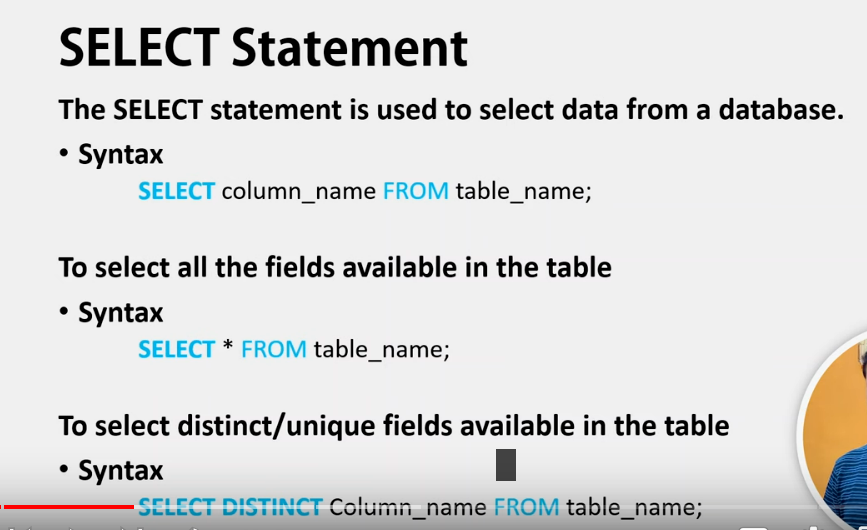 SELECT Statement
The SELECT statement is used to select data from a database.
• Syntax
SELECT column_name FROM table_name;
To select all the fields available in the table
• Syntax
SELECT * FROM table_name;
To select distinct/unique fields available in the table
• Syntax
SELECT DISTINCT Column_name FROM table_name;